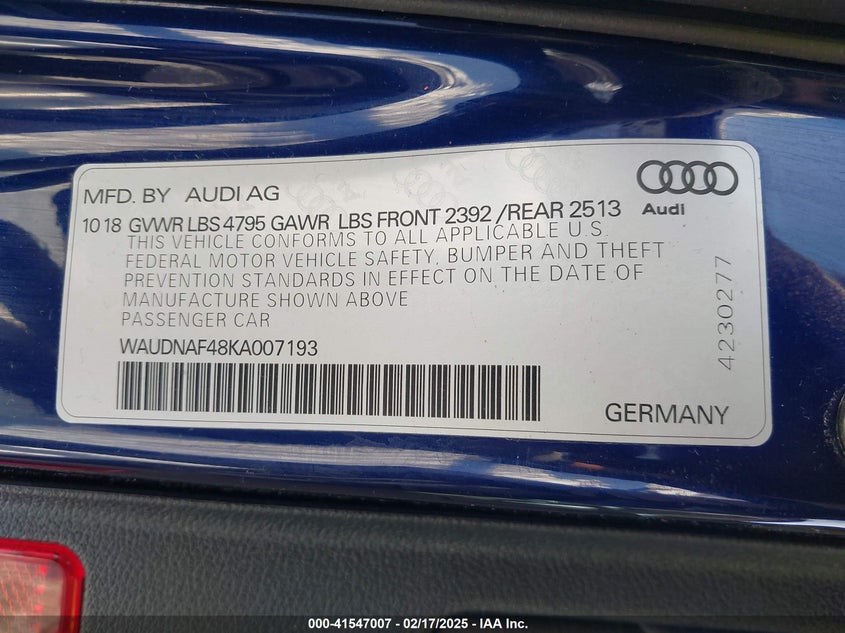 MFD. BY AUDI AG
Audi
10 18 GVWR LBS 4795 GAWR LBS FRONT 2392 /REAR 2513
THIS VEHICLE CONFORMS TO ALL APPLICABLE U.S.
FEDERAL MOTOR VEHICLE SAFETY, BUMPER AND THEFT
PREVENTION STANDARDS IN EFFECT ON THE DATE OF
MANUFACTURE SHOWN ABOVE
PASSENGER CAR
WAUDNAF48KA007193
GERMANY
4230277
000-41547007 - 02/17/2025 - IAA Inc.